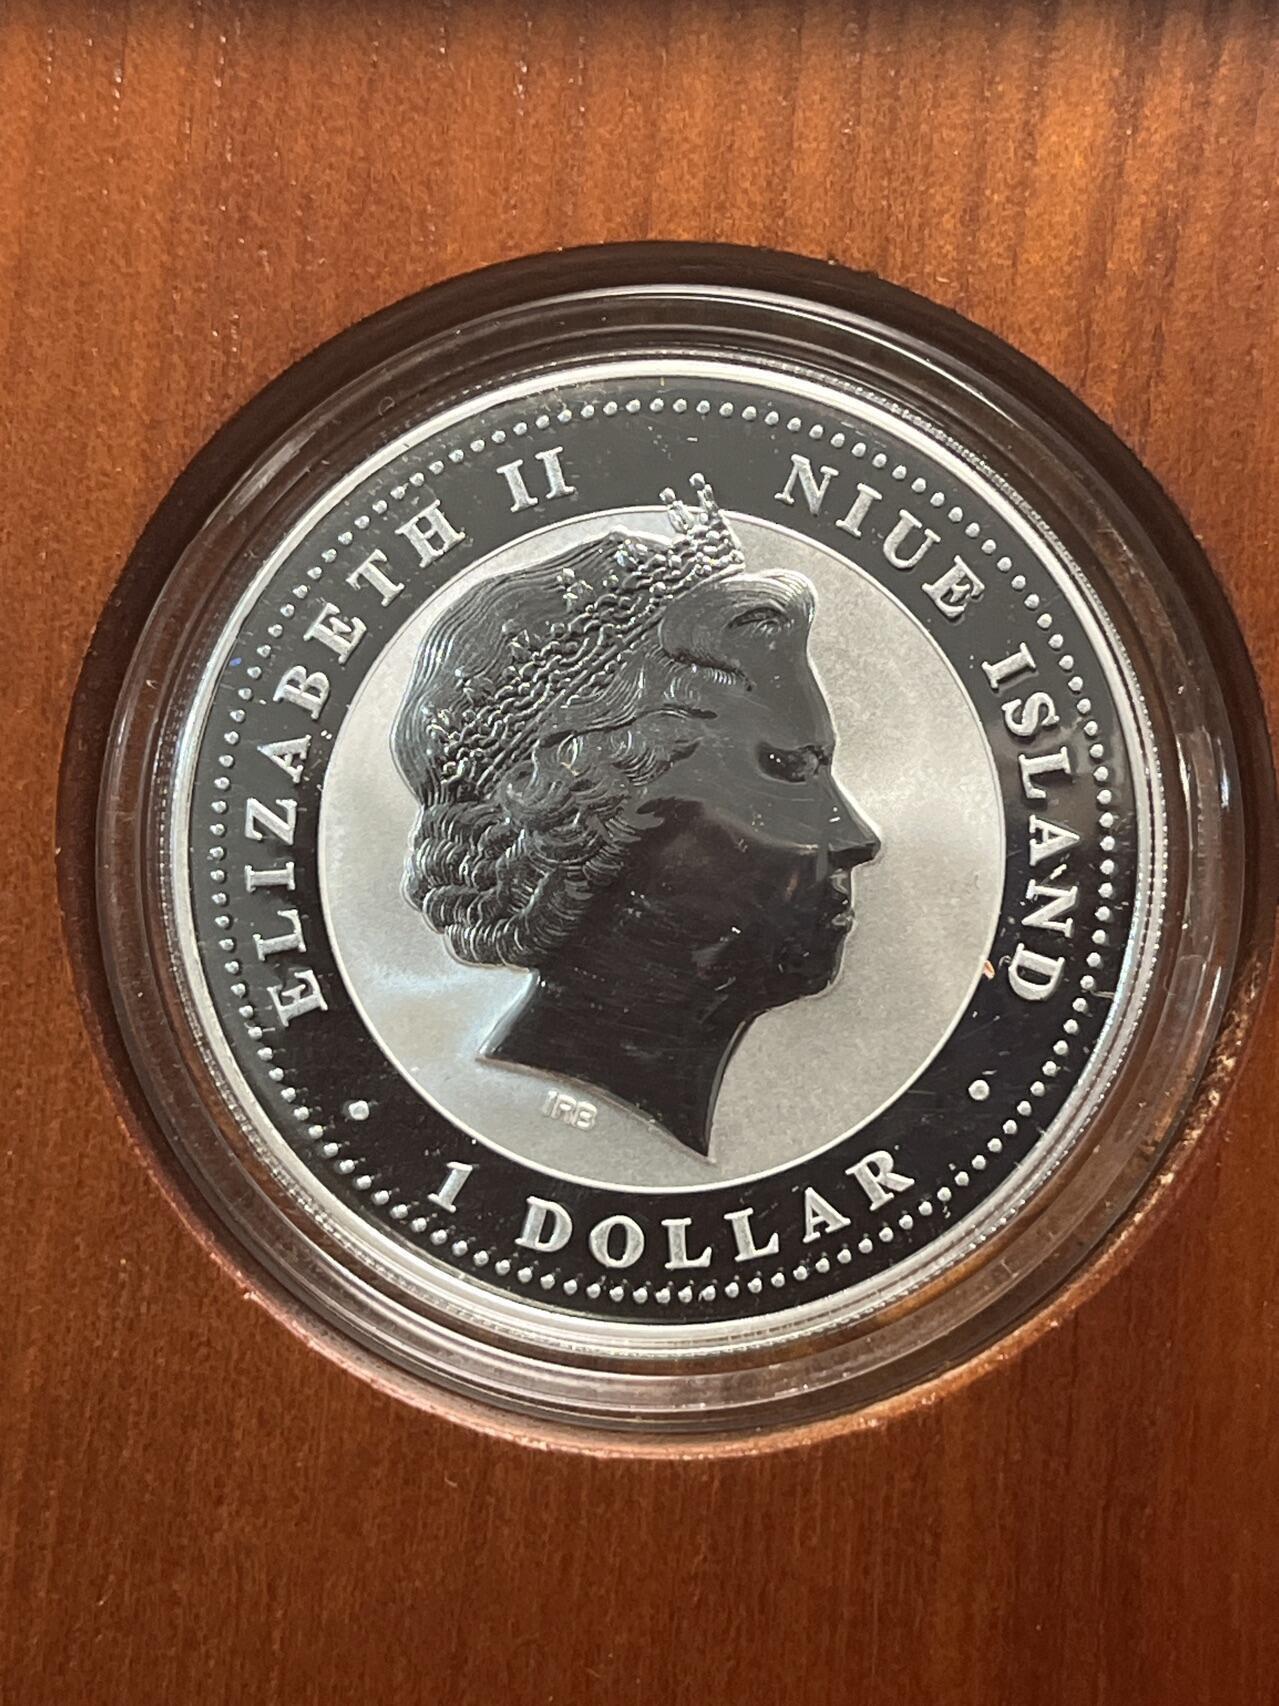 ELIZABETH II
NIUE ISLAND
IRB
1 DOLLAR